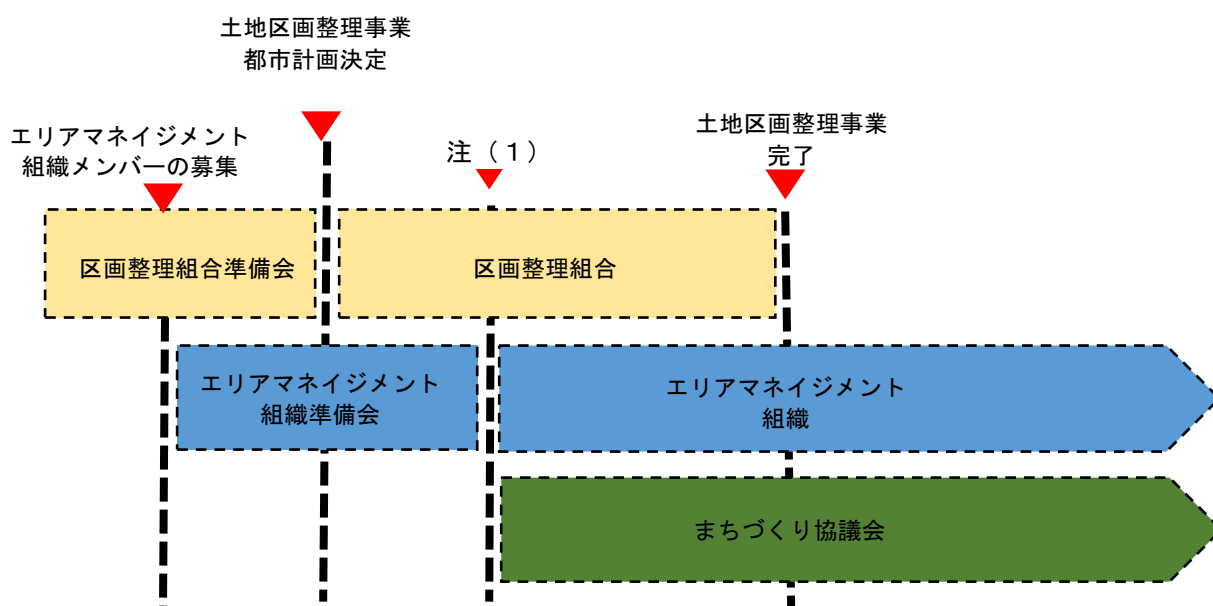 土地区画整理事業
都市計画決定
エリアマネイジメント
組織メンバーの募集
注（１）
土地区画整理事業
完了
区画整理組合準備会
区画整理組合
エリアマネイジメント
組織準備会
エリアマネイジメント
組織
まちづくり協議会